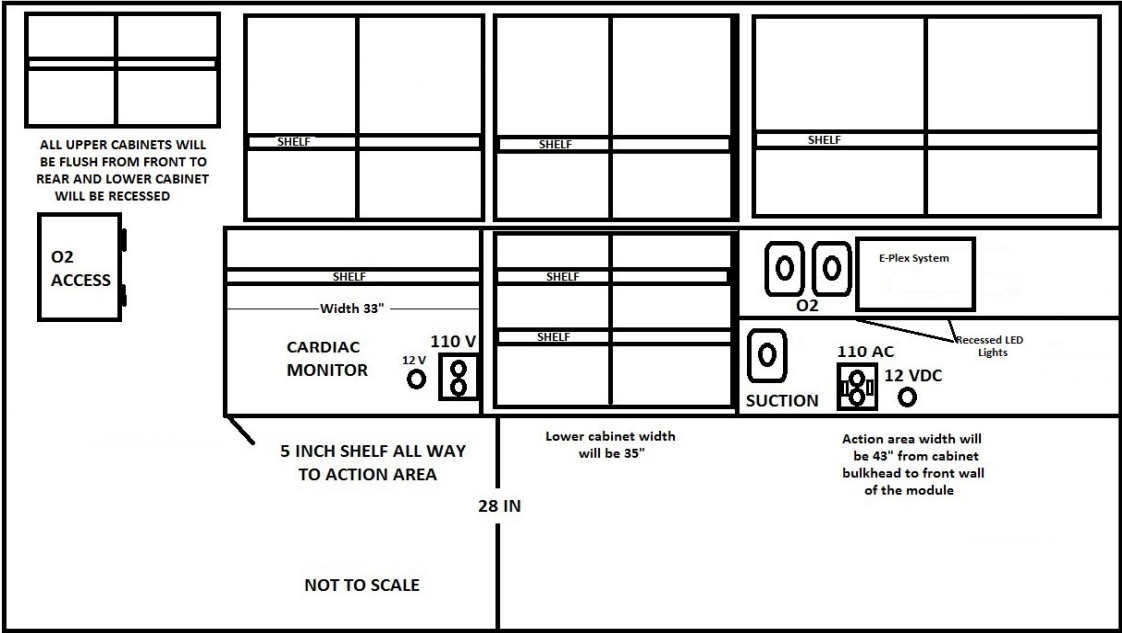 SHELF
SHELF
SHELF
ALL UPPER CABINETS WILL
BE FLUSH FROM FRONT TO
REAR AND LOWER CABINET
WILL BE RECESSED
O2
ACCESS
SHELF
Width 33"
CARDIAC
MONITOR
12 V
110 V
SHELF
SHELF
O2
E-Plex System
Recessed LED
Lights
SUCTION
110 AC
12 VDC
5 INCH SHELF ALL WAY
TO ACTION AREA
Lower cabinet width
will be 35"
Action area width will
be 43" from cabinet
bulkhead to front wall
of the module
28 IN
NOT TO SCALE